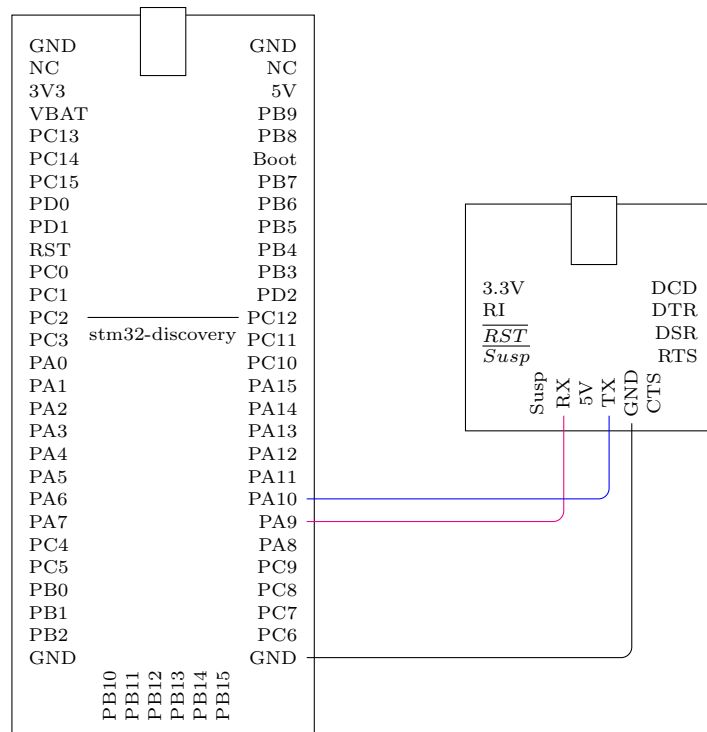 GND GND
NC NC
3V3 5V
VBAT PB9
PC13 PB8
PC14 Boot
PC15 PB7
PD0 PB6
PD1 PB5
RST PB4
PC0 PB3
PC1 PD2
PC2 PC12
stm32-discovery
PC3 PC11
PA0 PC10
PA1 PA15
PA2 PA14
PA3 PA13
PA4 PA12
PA5 PA11
PA6 PA10
PA7 PA9
PC4 PA8
PC5 PC9
PB0 PC8
PB1 PC7
PB2 PC6
GND GND
PB10
PB11
PB12
PB13
PB14
PB15
3.3V DCD
RI DTR
RST DSR
Susp RTS
Susp
RX
5V
TX
GND
CTS